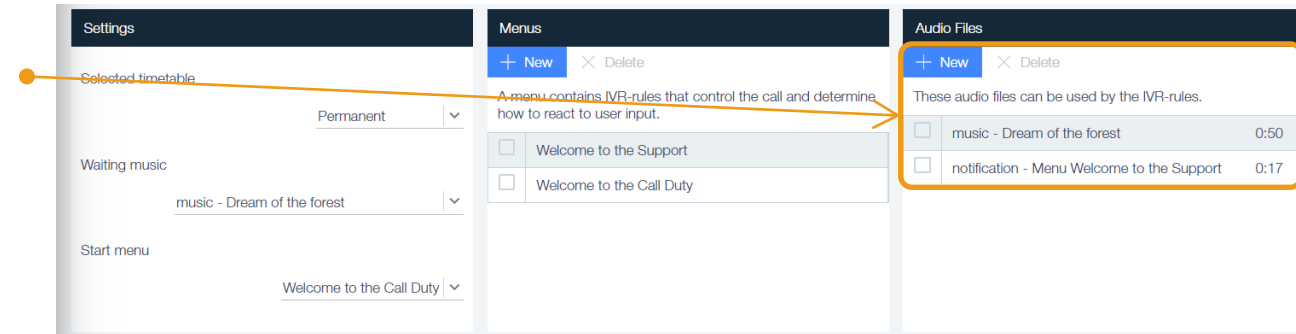 Settings
Selected timetable
Permanent
Waiting music
music - Dream of the forest
Start menu
Welcome to the Call Duty
Menus
New
Delete
A menu contains IVR-rules that control the call and determine
how to react to user input.
Welcome to the Support
Welcome to the Call Duty
Audio Files
New
Delete
These audio files can be used by the IVR-rules.
music - Dream of the forest 0:50
notification - Menu Welcome to the Support 0:17